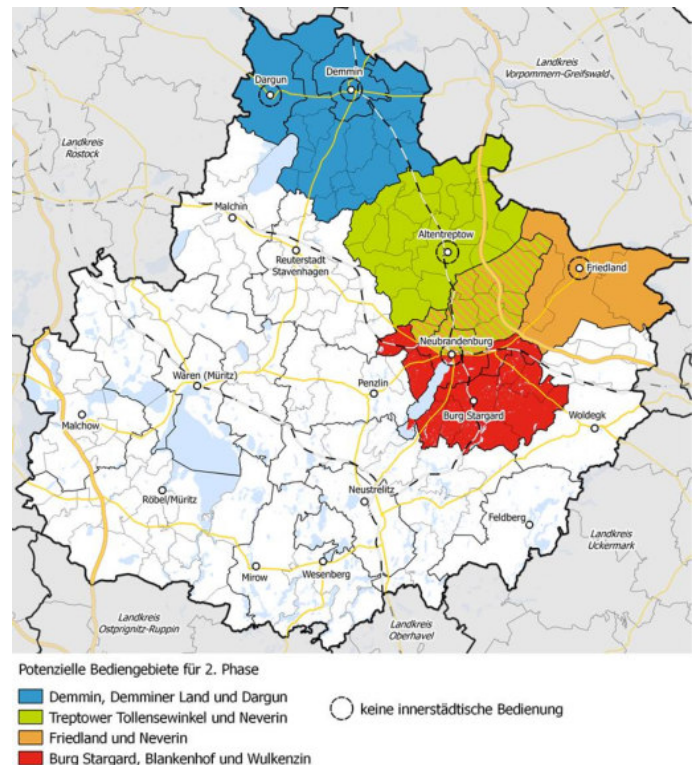 Landkreis
Vorpommern-Greifswald
Demmin
Dargun
Landkreis
Rostock
Malchin
Altentreptow
Reuterstadt
Stavenhagen
Friedland
Neubrandenburg
Waren (Müritz)
Penzlin
Burg Stargard
Woldegk
Malchow
Röbel/Müritz
Neustrelitz
Feldberg
Landkreis
Uckermark
Mirow
Wesenberg
Landkreis
Ostprignitz-Ruppin
Landkreis
Oberhavel
Potenzielle Bediengebiete für 2. Phase
Demmin, Demminer Land und Dargun
Treptower Tollensewinkel und Neverin
keine innerstädtische Bedienung
Friedland und Neverin
Burg Stargard, Blankenhof und Wulkenzin